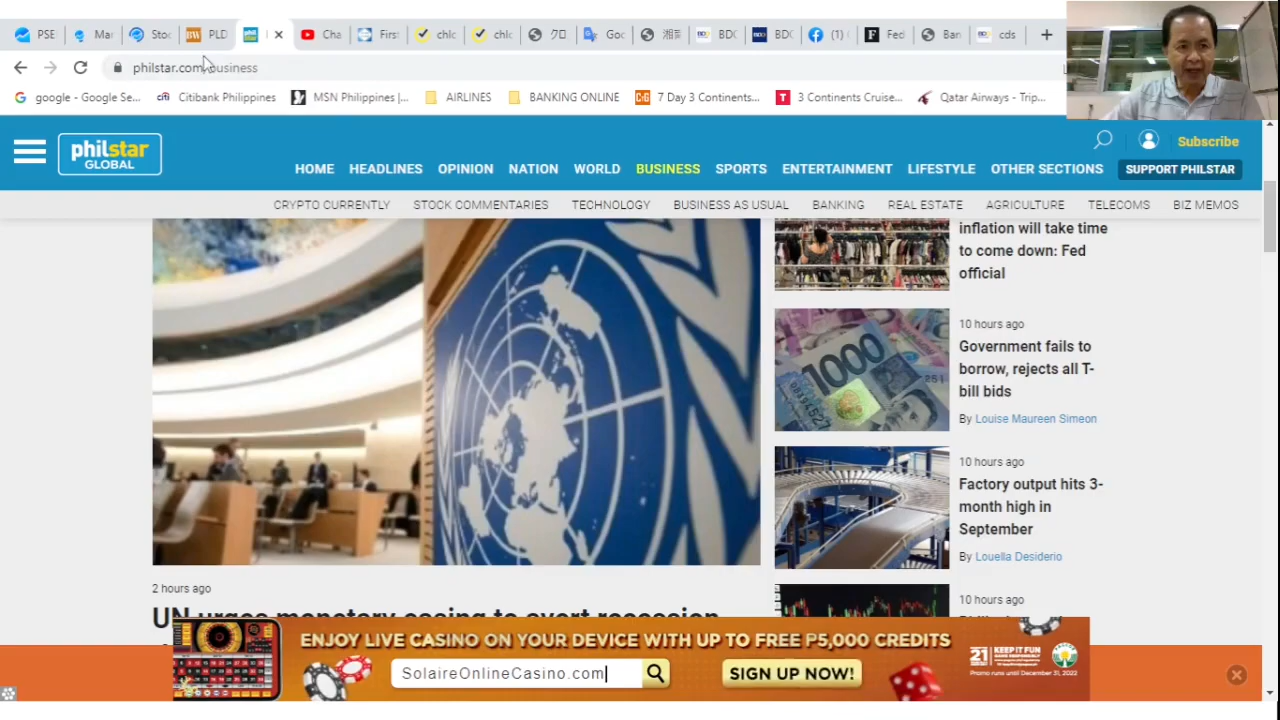 PSE
Mar
Stoc
PLD
Cha
Firs
chlc
chlc
クロ
Goc
湘南
BDC
BDC
(1)
Fed
Ban
cds
philstar.com/business
google - Google Se...
Citibank Philippines
MSN Philippines |...
AIRLINES
BANKING ONLINE
7 Day 3 Continents...
3 Continents Cruise...
Qatar Airways - Trip...
philstar
GLOBAL
Subscribe
HOME HEADLINES OPINION NATION WORLD BUSINESS SPORTS ENTERTAINMENT LIFESTYLE OTHER SECTIONS SUPPORT PHILSTAR
CRYPTO CURRENTLY STOCK COMMENTARIES TECHNOLOGY BUSINESS AS USUAL BANKING REAL ESTATE AGRICULTURE TELECOMS BIZ MEMOS
inflation will take time
to come down: Fed
official
10 hours ago
Government fails to
borrow, rejects all T-
bill bids
By Louise Maureen Simeon
10 hours ago
Factory output hits 3-
month high in
September
By Louella Desiderio
10 hours ago
1000
2 hours ago
UN urges monetary easing to avert recession
ENJOY LIVE CASINO ON YOUR DEVICE WITH UP TO FREE P5,000 CREDITS
SolaireOnlineCasino.com
SIGN UP NOW!
21 KEEP IT FUN
Promo runs until December 31, 2022